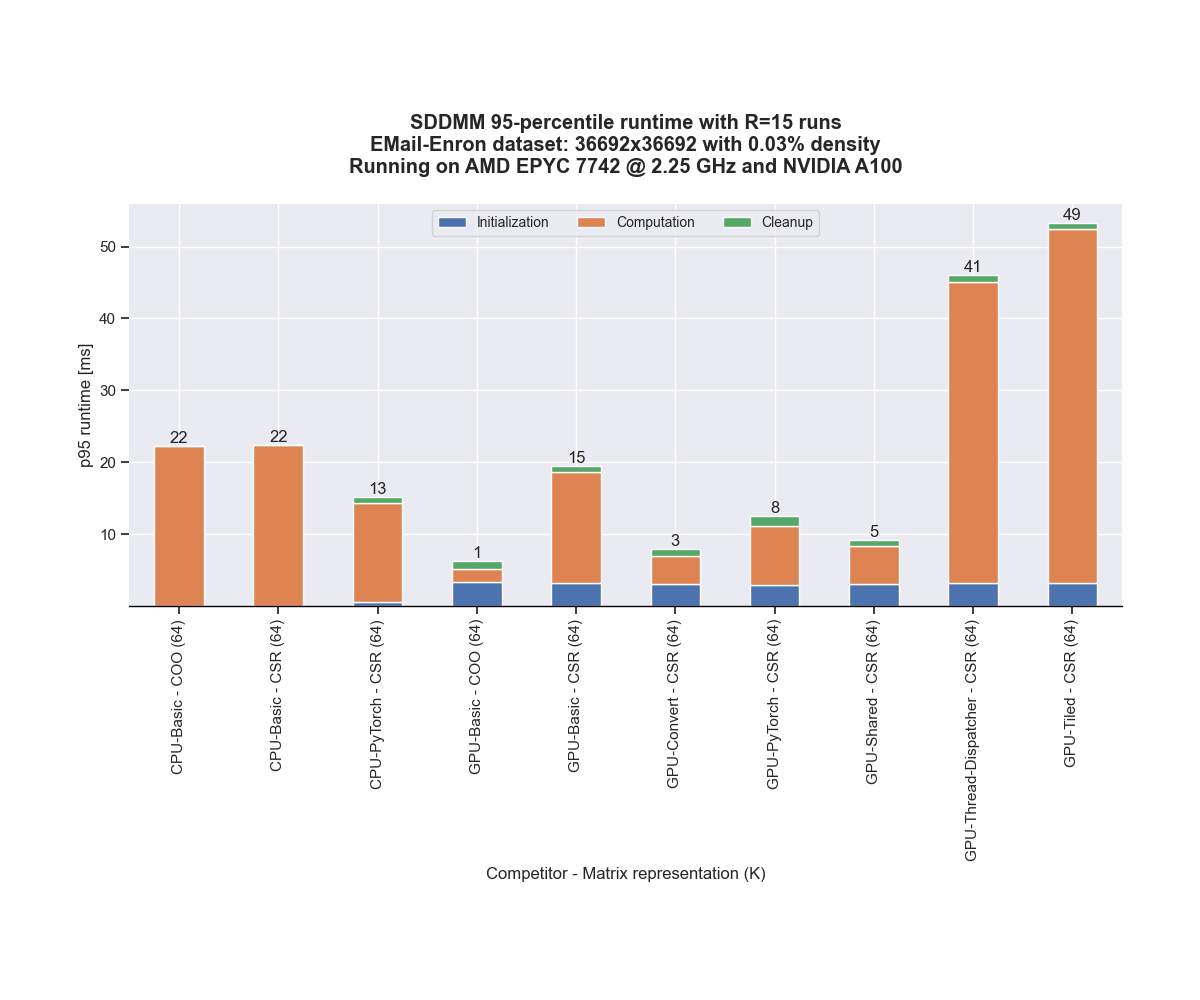 SDDMM 95-percentile runtime with R=15 runs
EMail-Enron dataset: 36692x36692 with 0.03% density
Running on AMD EPYC 7742 @ 2.25 GHz and NVIDIA A100
Initialization Computation Cleanup
p95 runtime [ms]
50
40
30
20
10
22
22
13
1
15
3
8
5
41
49
CPU-Basic - COO (64)
CPU-Basic - CSR (64)
CPU-PyTorch - CSR (64)
GPU-Basic - COO (64)
GPU-Basic - CSR (64)
GPU-Convert - CSR (64)
GPU-PyTorch - CSR (64)
GPU-Shared - CSR (64)
GPU-Thread-Dispatcher - CSR (64)
GPU-Tiled - CSR (64)
Competitor - Matrix representation (K)